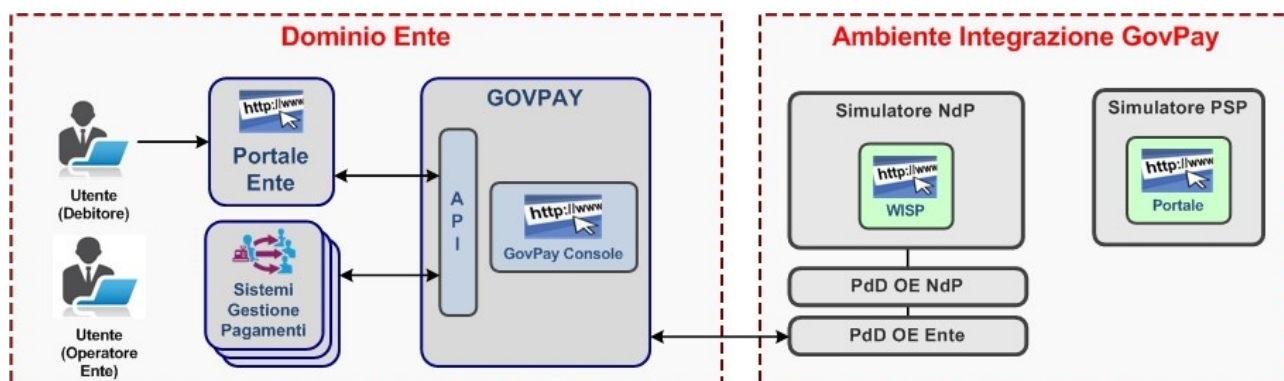 Dominio Ente
Utente
(Debitore)
Utente
(Operatore
Ente)
http://www
Portale
Ente
Sistemi
Gestione
Pagamenti
GOVPAY
A
P
I
http://www
GovPay Console
Ambiente Integrazione GovPay
Simulatore NdP
http://www
WISP
PdD OE NdP
PdD OE Ente
Simulatore PSP
http://www
Portale